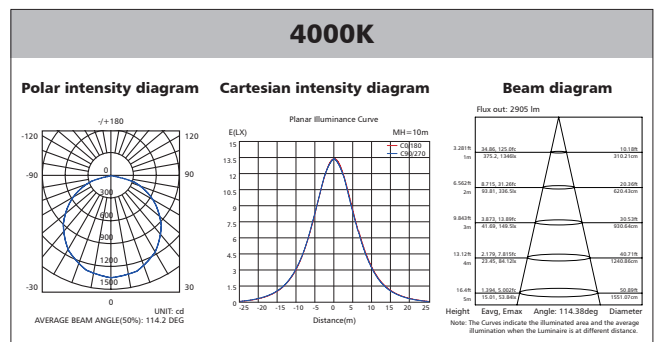 4000K
Polar intensity diagram
Cartesian intensity diagram
Beam diagram
-/+180
-120
120
-90
90
0
300
600
900
1200
1500
-30
30
0
UNIT: cd
AVERAGE BEAM ANGLE(50%): 114.2 DEG
Planar Illuminance Curve
E(LX)
MH=10m
C0/180
C90/270
15
13.5
12
10.5
9
7.5
6
4.5
3
1.5
0
-25 -20 -15 -10 -5 0 5 10 15 20 25
Distance(m)
Flux out: 2905 lm
3.281ft 34.86, 125.0fc 10.18ft
1m 375.2, 1346lx 310.21cm
6.562ft 8.715, 31.26fc 20.36ft
2m 93.81, 336.5lx 620.43cm
9.843ft 3.873, 13.89fc 30.53ft
3m 41.69, 149.5lx 930.64cm
13.12ft 2.179, 7.815fc 40.71ft
4m 23.45, 84.12lx 1240.86cm
16.4ft 1.394, 5.002fc 50.89ft
5m 15.01, 53.84lx 1551.07cm
Height Eavg, Emax Angle: 114.38deg Diameter
Note: The Curves indicate the illuminated area and the average
illumination when the Luminaire is at different distance.